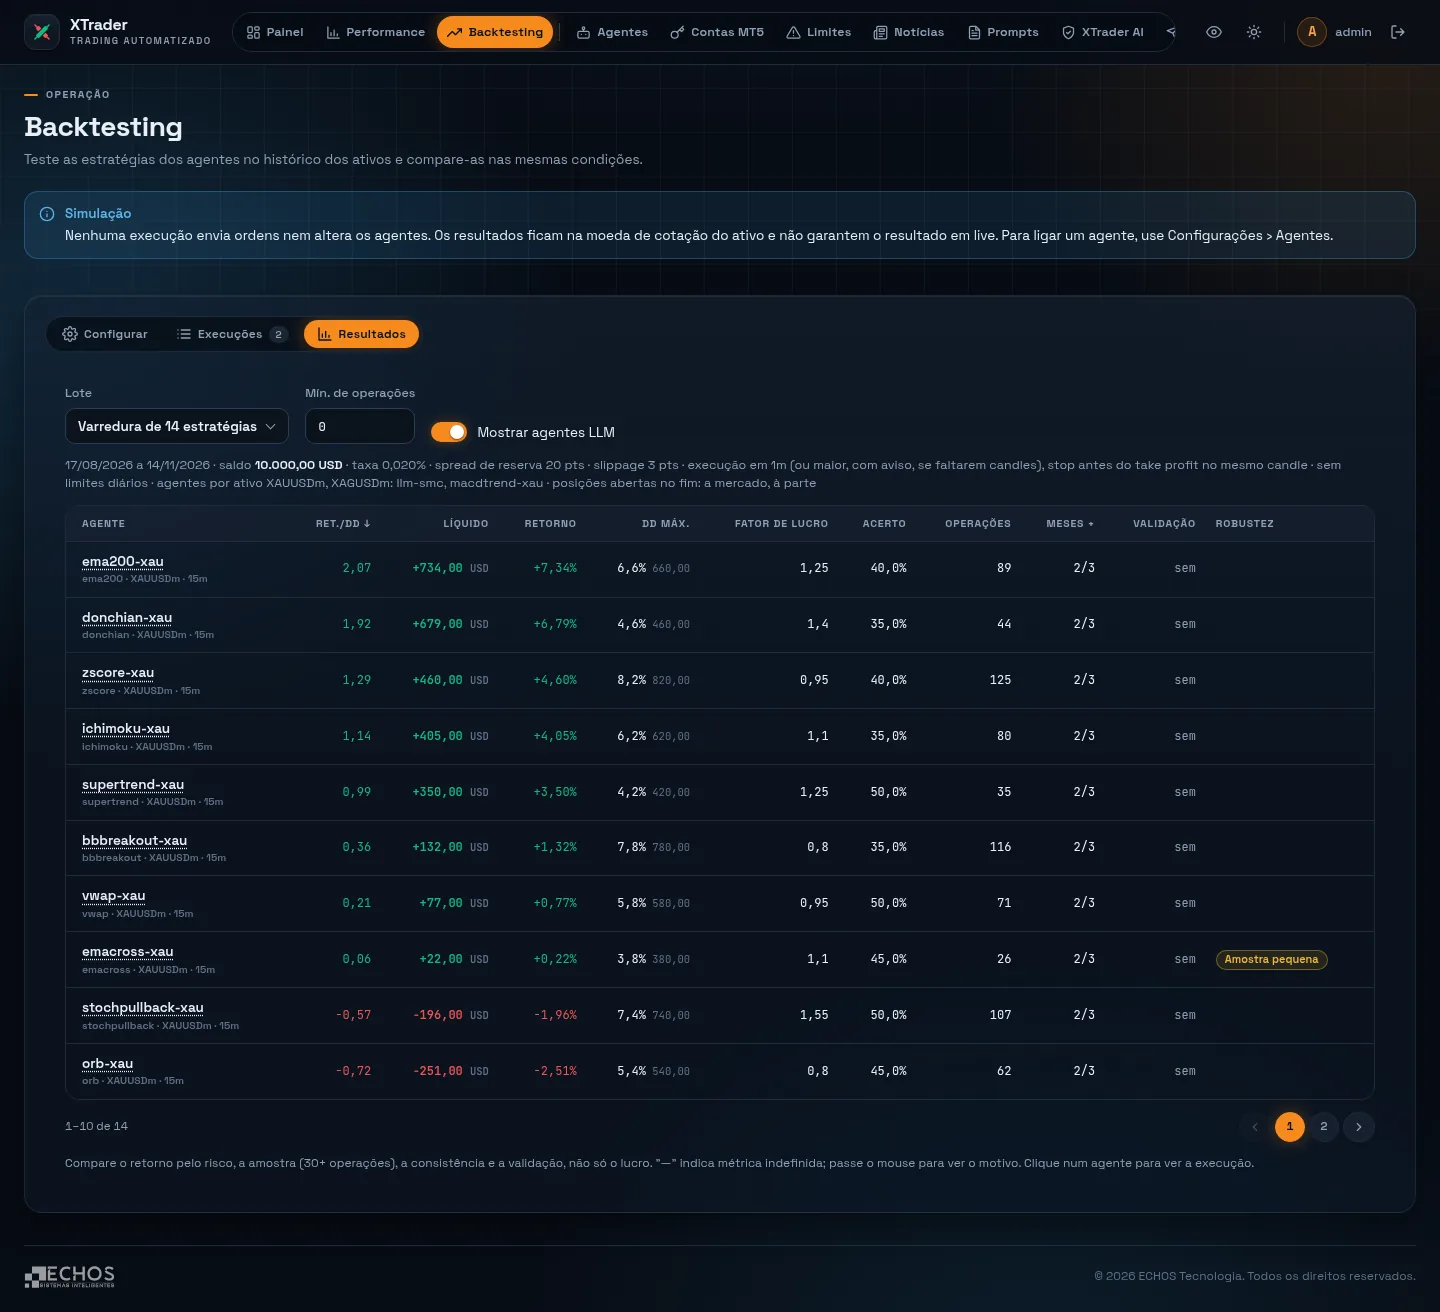 XTrader
TRADING AUTOMATIZADO
Painel
Performance
Backtesting
Agentes
Contas MT5
Limites
Notícias
Prompts
XTrader AI
A
admin
OPERAÇÃO
Backtesting
Teste as estratégias dos agentes no histórico dos ativos e compare-as nas mesmas condições.
Simulação
Nenhuma execução envia ordens nem altera os agentes. Os resultados ficam na moeda de cotação do ativo e não garantem o resultado em live. Para ligar um agente, use Configurações > Agentes.
Configurar
Execuções 2
Resultados
Lote
Mín. de operações
Varredura de 14 estratégias
0
Mostrar agentes LLM
17/08/2026 a 14/11/2026 · saldo 10.000,00 USD · taxa 0,020% · spread de reserva 20 pts · slippage 3 pts · execução em 1m (ou maior, com aviso, se faltarem candles), stop antes do take profit no mesmo candle · sem
limites diários · agentes por ativo XAUUSDm, XAGUSDm: llm-smc, macdtrend-xau · posições abertas no fim: a mercado, à parte
AGENTE RET./DD ↓ LÍQUIDO RETORNO DD MÁX. FATOR DE LUCRO ACERTO OPERAÇÕES MESES + VALIDAÇÃO ROBUSTEZ
ema200-xau 2,07 +734,00 USD +7,34% 6,6% 660,00 1,25 40,0% 89 2/3 sem
ema200 · XAUUSDm · 15m
donchian-xau 1,92 +679,00 USD +6,79% 4,6% 460,00 1,4 35,0% 44 2/3 sem
donchian · XAUUSDm · 15m
zscore-xau 1,29 +460,00 USD +4,60% 8,2% 820,00 0,95 40,0% 125 2/3 sem
zscore · XAUUSDm · 15m
ichimoku-xau 1,14 +405,00 USD +4,05% 6,2% 620,00 1,1 35,0% 80 2/3 sem
ichimoku · XAUUSDm · 15m
supertrend-xau 0,99 +350,00 USD +3,50% 4,2% 420,00 1,25 50,0% 35 2/3 sem
supertrend · XAUUSDm · 15m
bbbreakout-xau 0,36 +132,00 USD +1,32% 7,8% 780,00 0,8 35,0% 116 2/3 sem
bbbreakout · XAUUSDm · 15m
vwap-xau 0,21 +77,00 USD +0,77% 5,8% 580,00 0,95 50,0% 71 2/3 sem
vwap · XAUUSDm · 15m
emacross-xau 0,06 +22,00 USD +0,22% 3,8% 380,00 1,1 45,0% 26 2/3 sem Amostra pequena
emacross · XAUUSDm · 15m
stochpullback-xau -0,57 -196,00 USD -1,96% 7,4% 740,00 1,55 50,0% 107 2/3 sem
stochpullback · XAUUSDm · 15m
orb-xau -0,72 -251,00 USD -2,51% 5,4% 540,00 0,8 45,0% 62 2/3 sem
orb · XAUUSDm · 15m
1–10 de 14
1
2
Compare o retorno pelo risco, a amostra (30+ operações), a consistência e a validação, não só o lucro. "—" indica métrica indefinida; passe o mouse para ver o motivo. Clique num agente para ver a execução.
ECHOS
SISTEMAS INTELIGENTES
© 2026 ECHOS Tecnologia. Todos os direitos reservados.